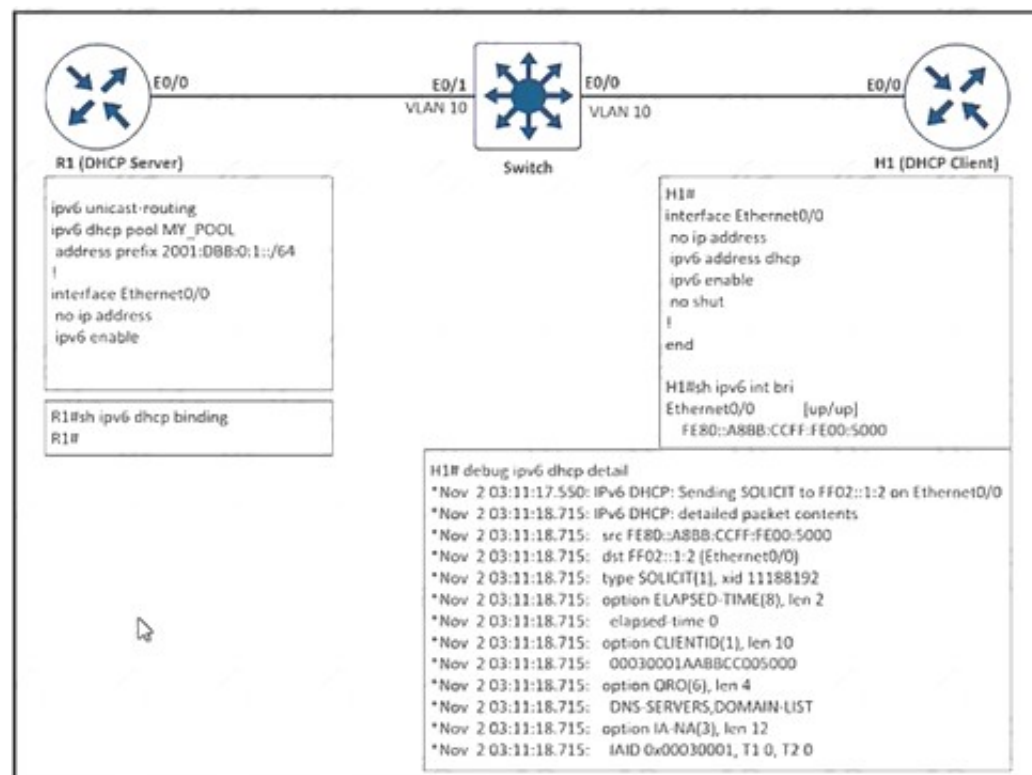 E0/0
E0/1
E0/0
E0/0
VLAN 10
VLAN 10
R1 (DHCP Server)
Switch
H1 (DHCP Client)
ipv6 unicast-routing
ipv6 dhcp pool MY_POOL
address prefix 2001:DBB:0:1::/64
!
interface Ethernet0/0
no ip address
ipv6 enable
R1#sh ipv6 dhcp binding
R1#
H1#
interface Ethernet0/0
no ip address
ipv6 address dhcp
ipv6 enable
no shut
!
end
H1#sh ipv6 int bri
Ethernet0/0 [up/up]
FE80::A8BB:CCFF:FE00:5000
H1# debug ipv6 dhcp detail
*Nov 2 03:11:17.550: IPv6 DHCP: Sending SOLICIT to FF02::1:2 on Ethernet0/0
*Nov 2 03:11:18.715: IPv6 DHCP: detailed packet contents
*Nov 2 03:11:18.715: src FE80::A8BB:CCFF:FE00:5000
*Nov 2 03:11:18.715: dst FF02::1:2 (Ethernet0/0)
*Nov 2 03:11:18.715: type SOLICIT(1), xid 11188192
*Nov 2 03:11:18.715: option ELAPSED-TIME(8), len 2
*Nov 2 03:11:18.715: elapsed-time 0
*Nov 2 03:11:18.715: option CLIENTID(1), len 10
*Nov 2 03:11:18.715: 00030001AABBCC005000
*Nov 2 03:11:18.715: option ORO(6), len 4
*Nov 2 03:11:18.715: DNS-SERVERS,DOMAIN-LIST
*Nov 2 03:11:18.715: option IA-NA(3), len 12
*Nov 2 03:11:18.715: IAID 0x00030001, T1 0, T2 0